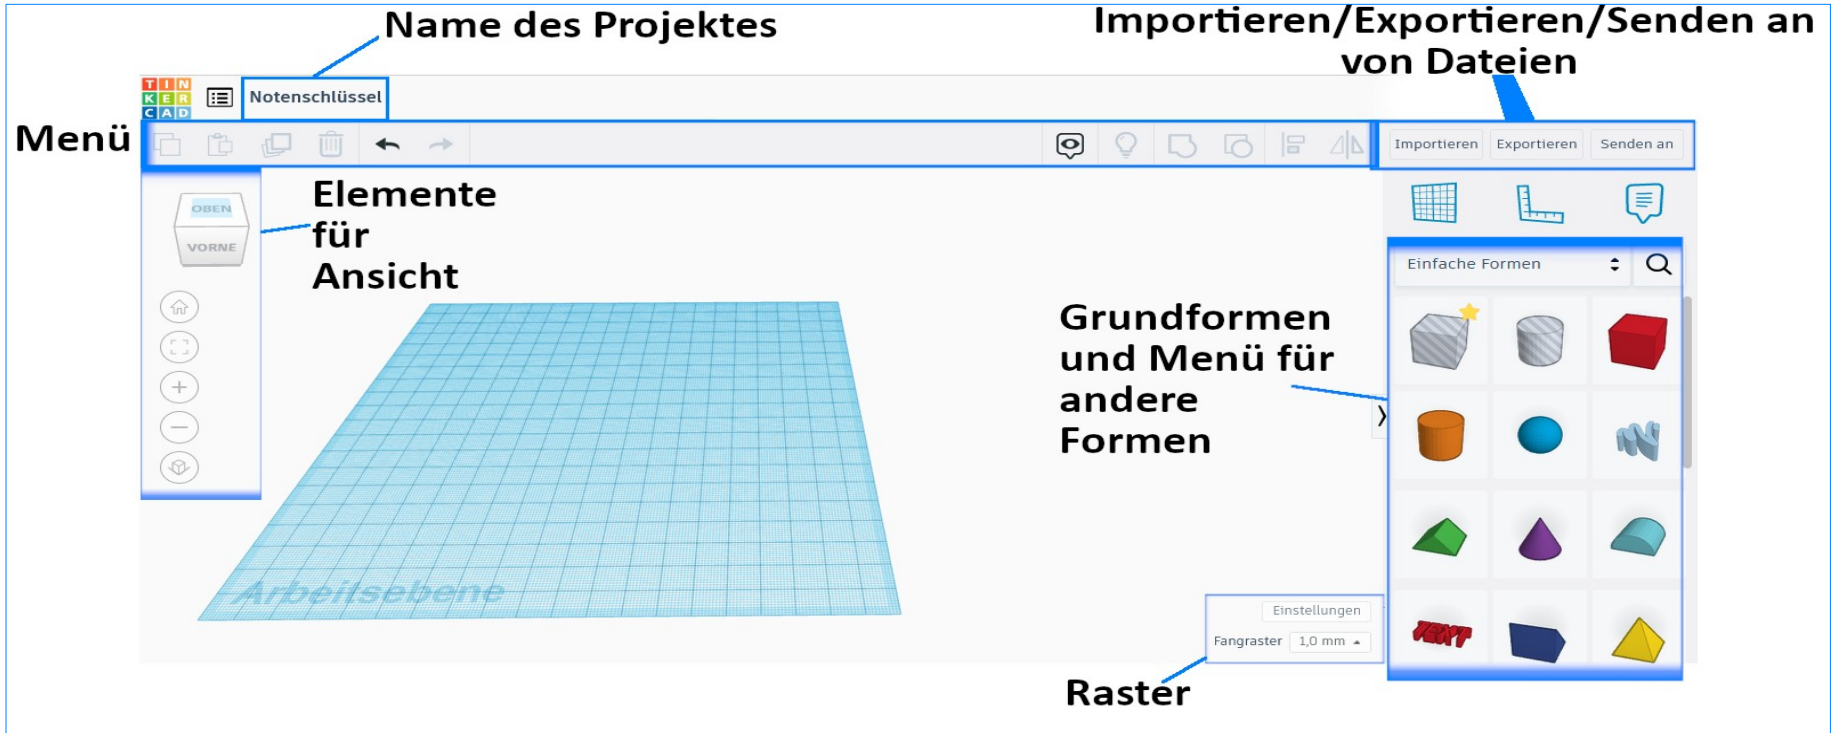 Name des Projektes
Importieren/Exportieren/Senden an
von Dateien
TIN
KER
CAD
Notenschlüssel
Menü
Importieren
Exportieren
Senden an
OBEN
VORNE
Elemente
für
Ansicht
Einfache Formen
Grundformen
und Menü für
andere
Formen
Arbeitsebene
TEXT
Einstellungen
Fangraster
1,0 mm
Raster